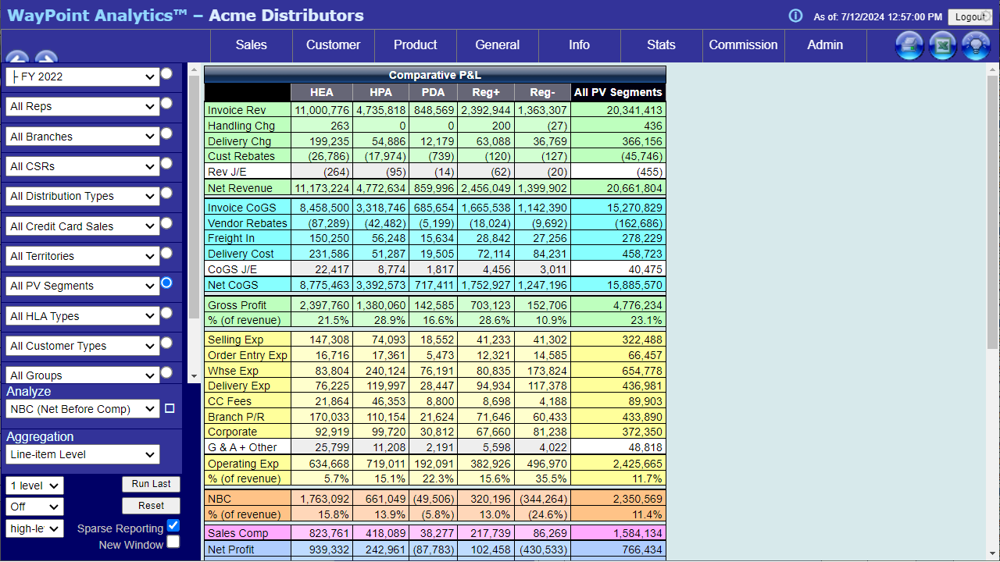 WayPoint Analytics™ – Acme Distributors
As of: 7/12/2024 12:57:00 PM Logout
Sales Customer Product General Info Stats Commission Admin
├ FY 2022
All Reps
All Branches
All CSRs
All Distribution Types
All Credit Card Sales
All Territories
All PV Segments
All HLA Types
All Customer Types
All Groups
Analyze
NBC (Net Before Comp)
Aggregation
Line-item Level
1 level Run Last
Off Reset
high-le Sparse Reporting
New Window
Comparative P&L
HEA HPA PDA Reg+ Reg- All PV Segments
Invoice Rev 11,000,776 4,735,818 848,569 2,392,944 1,363,307 20,341,413
Handling Chg 263 0 0 200 (27) 436
Delivery Chg 199,235 54,886 12,179 63,088 36,769 366,156
Cust Rebates (26,786) (17,974) (739) (120) (127) (45,746)
Rev J/E (264) (95) (14) (62) (20) (455)
Net Revenue 11,173,224 4,772,634 859,996 2,456,049 1,399,902 20,661,804
Invoice CoGS 8,458,500 3,318,746 685,654 1,665,538 1,142,390 15,270,829
Vendor Rebates (87,289) (42,482) (5,199) (18,024) (9,692) (162,686)
Freight In 150,250 56,248 15,634 28,842 27,256 278,229
Delivery Cost 231,586 51,287 19,505 72,114 84,231 458,723
CoGS J/E 22,417 8,774 1,817 4,456 3,011 40,475
Net CoGS 8,775,463 3,392,573 717,411 1,752,927 1,247,196 15,885,570
Gross Profit 2,397,760 1,380,060 142,585 703,123 152,706 4,776,234
% (of revenue) 21.5% 28.9% 16.6% 28.6% 10.9% 23.1%
Selling Exp 147,308 74,093 18,552 41,233 41,302 322,488
Order Entry Exp 16,716 17,361 5,473 12,321 14,585 66,457
Whse Exp 83,804 240,124 76,191 80,835 173,824 654,778
Delivery Exp 76,225 119,997 28,447 94,934 117,378 436,981
CC Fees 21,864 46,353 8,800 8,698 4,188 89,903
Branch P/R 170,033 110,154 21,624 71,646 60,433 433,890
Corporate 92,919 99,720 30,812 67,660 81,238 372,350
G & A + Other 25,799 11,208 2,191 5,598 4,022 48,818
Operating Exp 634,668 719,011 192,091 382,926 496,970 2,425,665
% (of revenue) 5.7% 15.1% 22.3% 15.6% 35.5% 11.7%
NBC 1,763,092 661,049 (49,506) 320,196 (344,264) 2,350,569
% (of revenue) 15.8% 13.9% (5.8%) 13.0% (24.6%) 11.4%
Sales Comp 823,761 418,089 38,277 217,739 86,269 1,584,134
Net Profit 939,332 242,961 (87,783) 102,458 (430,533) 766,434